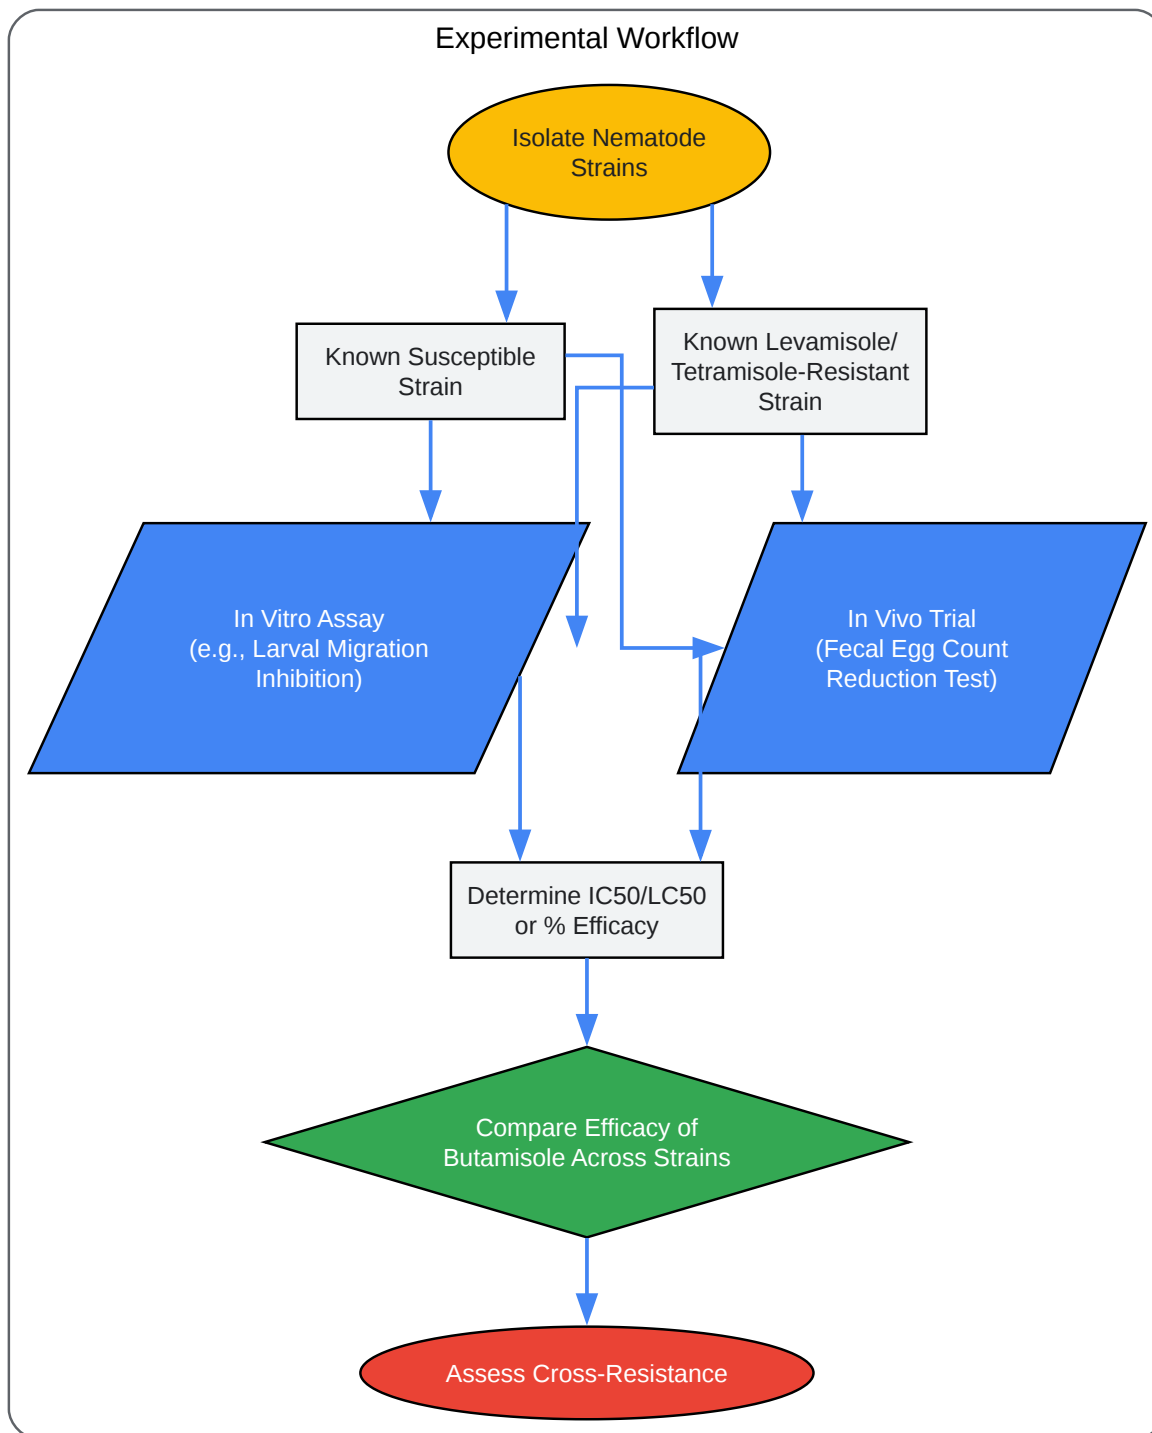 Experimental Workflow
Isolate Nematode
Strains
Known Susceptible
Strain
Known Levamisole/
Tetramisole-Resistant
Strain
In Vitro Assay
(e.g., Larval Migration
Inhibition)
In Vivo Trial
(Fecal Egg Count
Reduction Test)
Determine IC50/LC50
or % Efficacy
Compare Efficacy of
Butamisole Across Strains
Assess Cross-Resistance